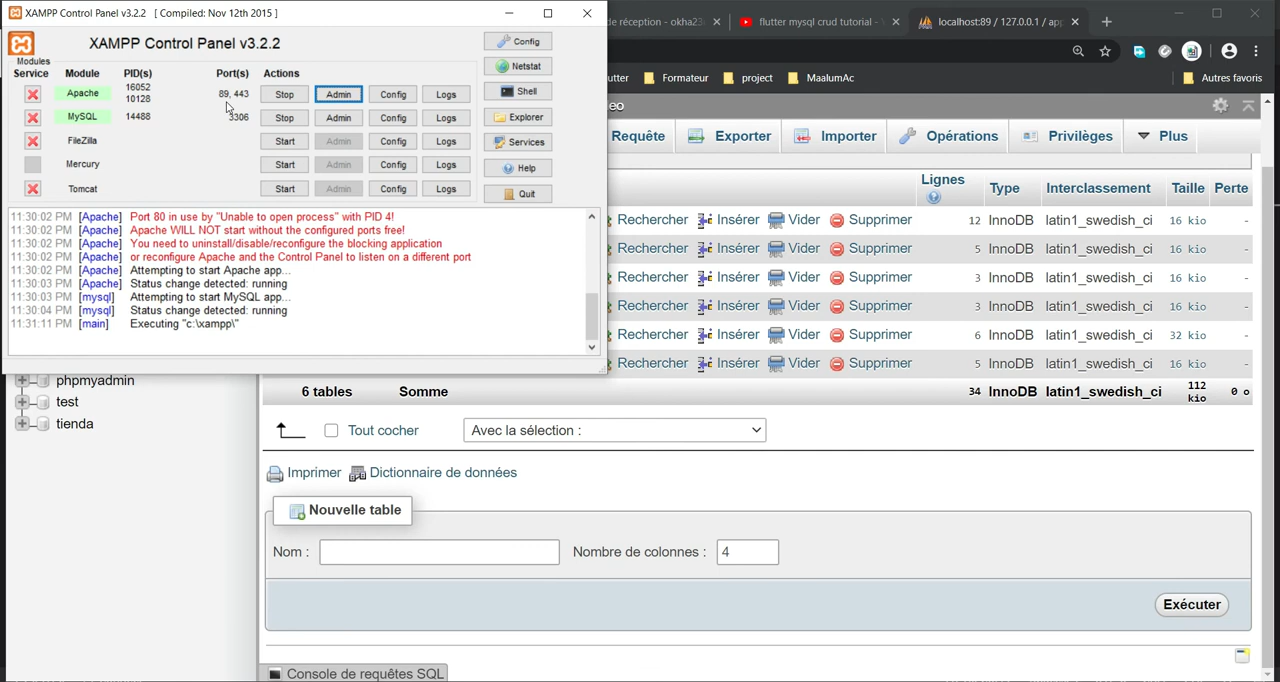 XAMPP Control Panel v3.2.2 [ Compiled: Nov 12th 2015 ]
XAMPP Control Panel v3.2.2
Config
Modules
Service Module PID(s) Port(s) Actions
Netstat
Apache 16052 10128 89, 443 Stop Admin Config Logs
Shell
MySQL 14488 3306 Stop Admin Config Logs
Explorer
FileZilla Start Admin Config Logs
Services
Mercury Start Admin Config Logs
Help
Tomcat Start Admin Config Logs
Quit
11:30:02 PM [Apache] Port 80 in use by "Unable to open process" with PID 4!
11:30:02 PM [Apache] Apache WILL NOT start without the configured ports free!
11:30:02 PM [Apache] You need to uninstall/disable/reconfigure the blocking application
11:30:02 PM [Apache] or reconfigure Apache and the Control Panel to listen on a different port
11:30:02 PM [Apache] Attempting to start Apache app...
11:30:03 PM [Apache] Status change detected: running
11:30:03 PM [mysql] Attempting to start MySQL app...
11:30:04 PM [mysql] Status change detected: running
11:31:11 PM [main] Executing "c:\xampp\"
de réception - okha23 flutter mysql crud tutorial - localhost:89 / 127.0.0.1 / app
utter Formateur project MaalumAc Autres favoris
eo
Requête Exporter Importer Opérations Privilèges Plus
Lignes Type Interclassement Taille Perte
Rechercher Insérer Vider Supprimer 12 InnoDB latin1_swedish_ci 16 kio -
Rechercher Insérer Vider Supprimer 5 InnoDB latin1_swedish_ci 16 kio -
Rechercher Insérer Vider Supprimer 3 InnoDB latin1_swedish_ci 16 kio -
Rechercher Insérer Vider Supprimer 3 InnoDB latin1_swedish_ci 16 kio -
Rechercher Insérer Vider Supprimer 6 InnoDB latin1_swedish_ci 32 kio -
Rechercher Insérer Vider Supprimer 5 InnoDB latin1_swedish_ci 16 kio -
6 tables Somme 34 InnoDB latin1_swedish_ci 112 kio 0 o
phpmyadmin
test
tienda
Tout cocher Avec la sélection :
Imprimer Dictionnaire de données
Nouvelle table
Nom : Nombre de colonnes : 4
Exécuter
Console de requêtes SQL